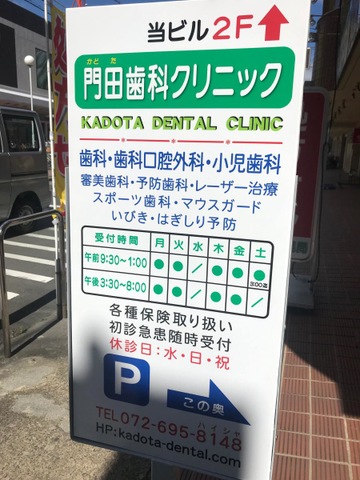 当ビル2F
かどた
門田歯科クリニック
KADOTA DENTAL CLINIC
歯科・歯科口腔外科・小児歯科
審美歯科・予防歯科・レーザー治療
スポーツ歯科・マウスガード
いびき・はぎしり予防
受付時間 月 火 水 木 金 土
午前9:30~1:00 ● ● / ● ● ●
午後3:30~8:00 ● ● / ● ● ●
各種保険取り扱い
初診急患随時受付
休診日:水・日・祝
P
この奥
ハイシャ
TEL072-695-8148
HP:kadota-dental.com